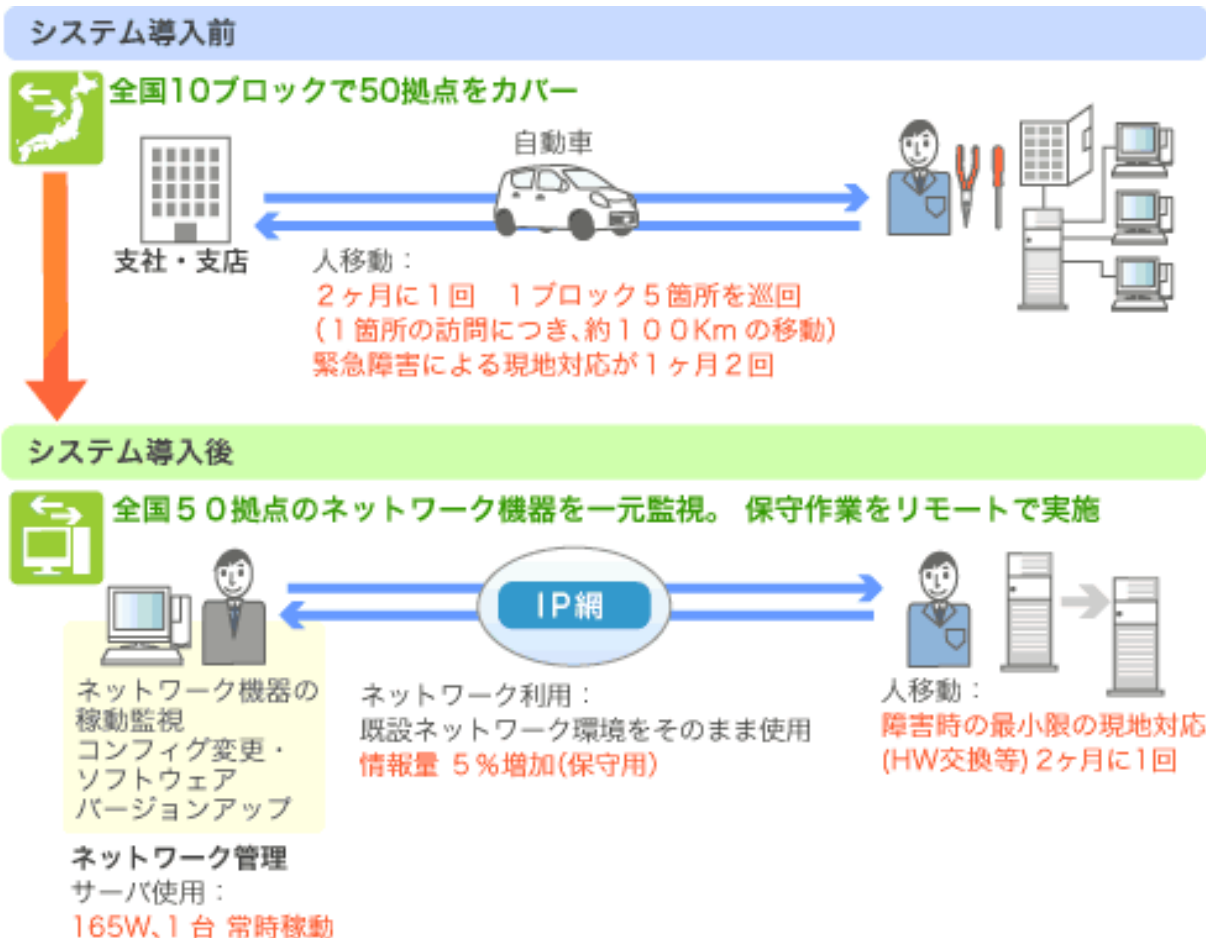 システム導入前
全国10ブロックで50拠点をカバー
自動車
支社・支店
人移動：
２ヶ月に１回　１ブロック５箇所を巡回
（１箇所の訪問につき、約１００Kmの移動）
緊急障害による現地対応が１ヶ月２回
システム導入後
全国５０拠点のネットワーク機器を一元監視。 保守作業をリモートで実施
IP網
ネットワーク機器の
稼動監視
コンフィグ変更・
ソフトウェア
バージョンアップ
ネットワーク利用：
既設ネットワーク環境をそのまま使用
情報量 ５％増加(保守用)
人移動：
障害時の最小限の現地対応
(HW交換等) 2ヶ月に1回
ネットワーク管理
サーバ使用：
165W、1 台 常時稼動